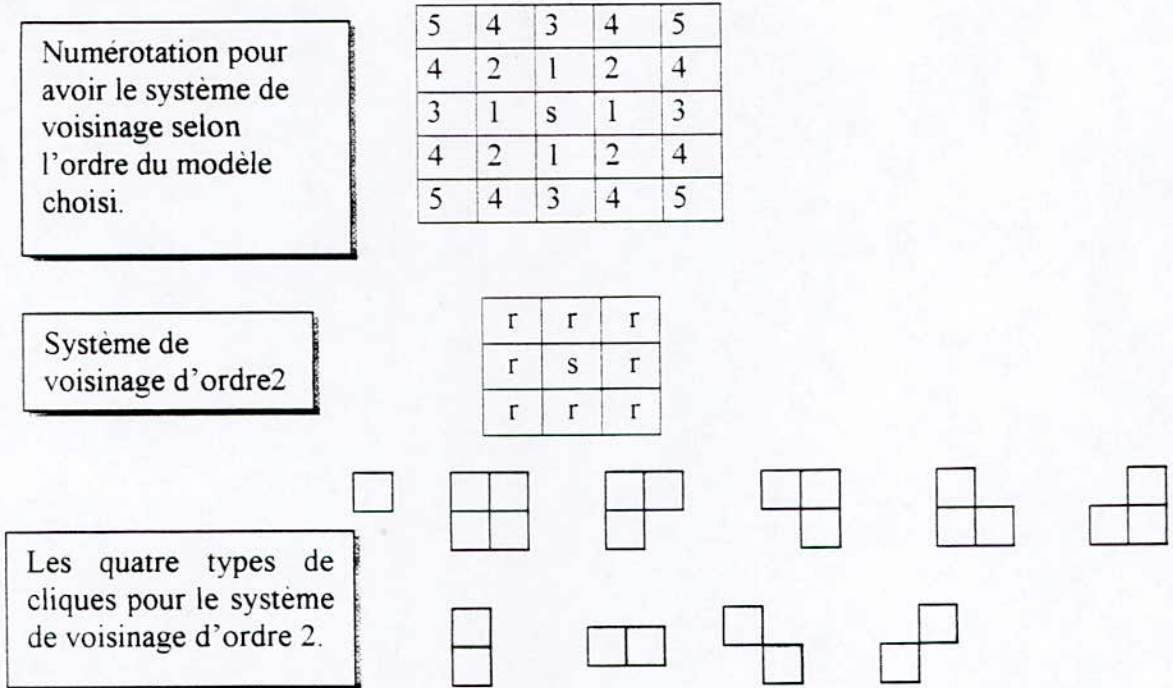 Numérotation pour
avoir le système de
voisinage selon
l'ordre du modèle
choisi.
5 4 3 4 5
4 2 1 2 4
3 1 s 1 3
4 2 1 2 4
5 4 3 4 5
Système de
voisinage d'ordre2
r r r
r s r
r r r
Les quatre types de
cliques pour le système
de voisinage d'ordre 2.